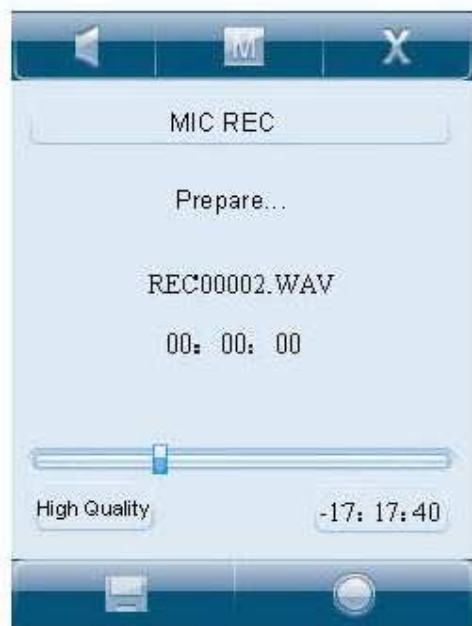 M
MIC REC
Prepare...
REC00002.WAV
00: 00: 00
High Quality
-17: 17: 40